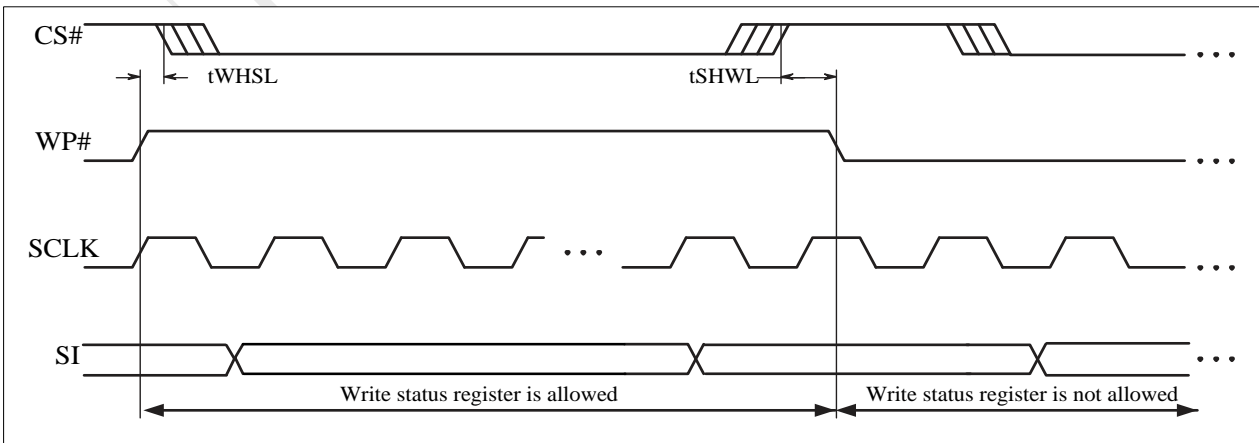 CS#
tWHSL
tSHWL
WP#
SCLK
SI
Write status register is allowed
Write status register is not allowed